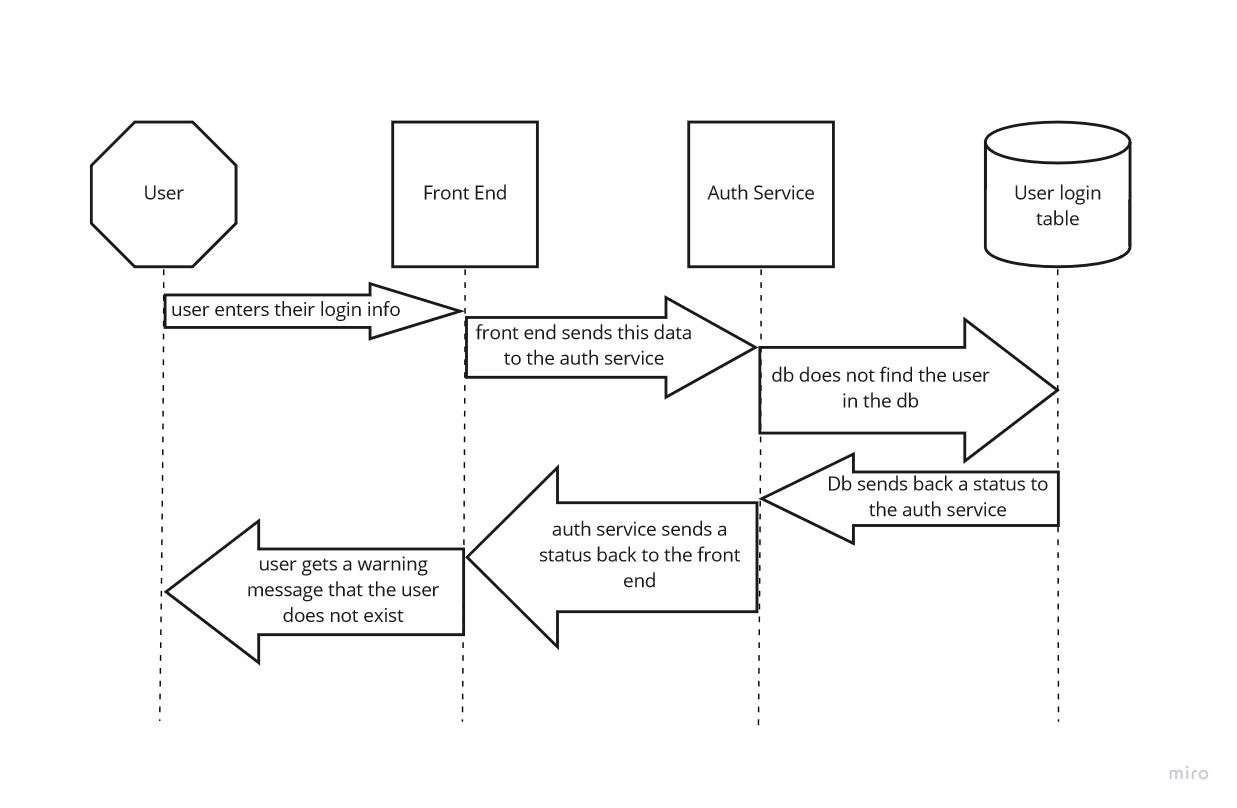 User
Front End
Auth Service
User login
table
user enters their login info
front end sends this data
to the auth service
db does not find the user
in the db
Db sends back a status to
the auth service
auth service sends a
status back to the front
end
user gets a warning
message that the user
does not exist
miro